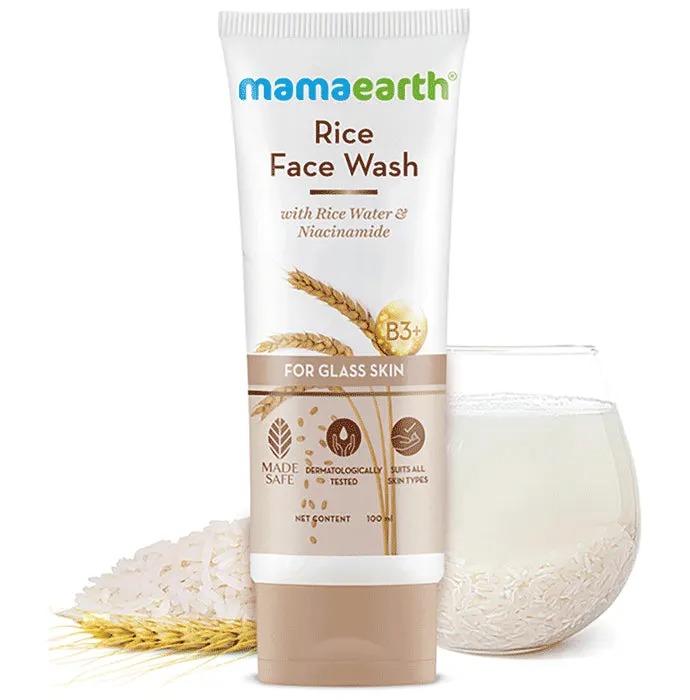 mamaearth®
Rice
Face Wash
with Rice Water &
Niacinamide
B3+
FOR GLASS SKIN
MADE
SAFE
DERMATOLOGICALLY
TESTED
SUITS ALL
SKIN TYPES
NET CONTENT 100 ml